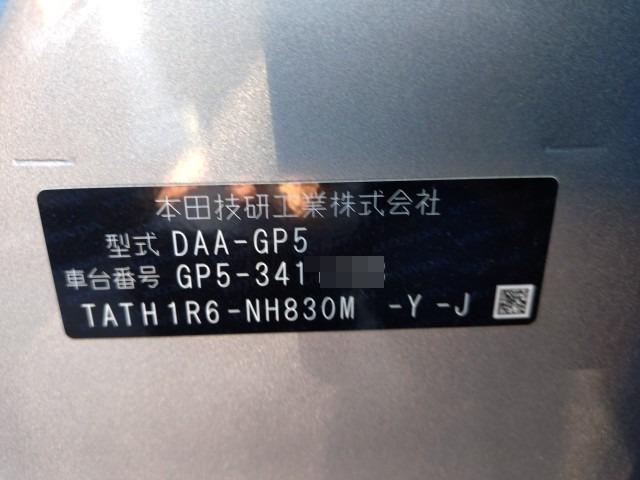 本田技研工業株式会社
型式 DAA-GP5
車台番号 GP5-341
TATH1R6-NH830M -Y -J